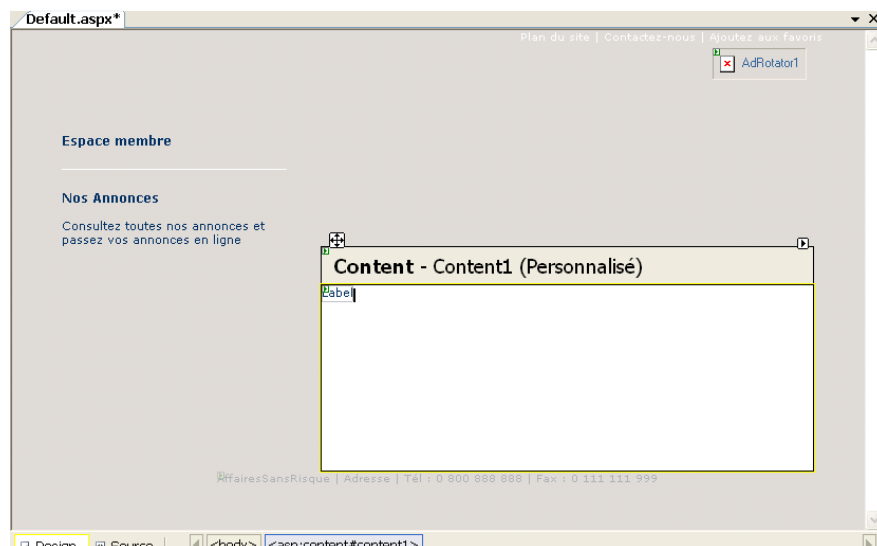 Default.aspx*
Plan du site | Contactez-nous | Ajoutez aux favoris
AdRotator1
Espace membre
Nos Annonces
Consultez toutes nos annonces et
passez vos annonces en ligne
Content - Content1 (Personnalisé)
Label
AffairesSansRisque | Adresse | Tél : 0 800 888 888 | Fax : 0 111 111 999
Design Source <body> <asp:content#content1>